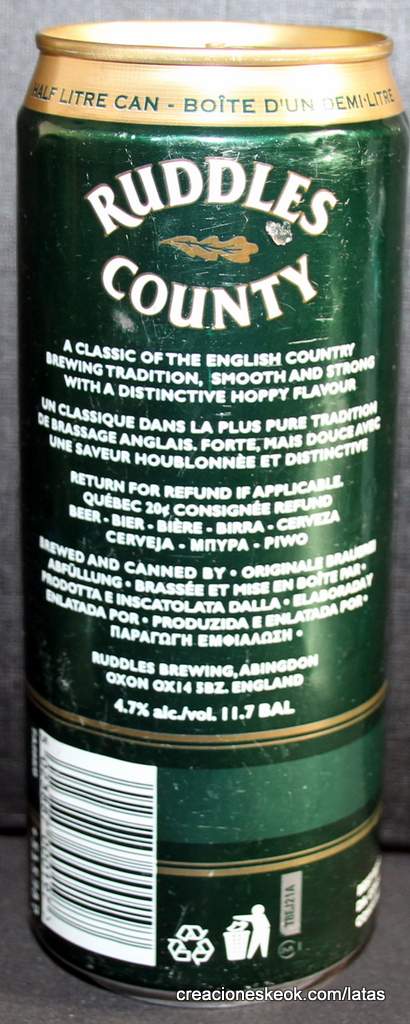 HALF LITRE CAN - BOÎTE D'UN DEMI-LITRE
RUDDLES
COUNTY
A CLASSIC OF THE ENGLISH COUNTRY
BREWING TRADITION, SMOOTH AND STRONG
WITH A DISTINCTIVE HOPPY FLAVOUR
UN CLASSIQUE DANS LA PLUS PURE TRADITION
DE BRASSAGE ANGLAIS. FORTE, MAIS DOUCE AVEC
UNE SAVEUR HOUBLONNÈE ET DISTINCTIVE
RETURN FOR REFUND IF APPLICABLE.
QUÉBEC 20¢ CONSIGNÉE REFUND
BEER - BIER - BIÈRE - BIRRA - CERVEZA
CERVEJA - ΜΠΥΡΑ - PIWO
BREWED AND CANNED BY • ORIGINALE BRAUEREI
ABFÜLLUNG • BRASSÉE ET MISE EN BOÎTE PAR •
PRODOTTA E INSCATOLATA DALLA • ELABORADA Y
ENLATADA POR • PRODUZIDA E ENLATADA POR •
ΠΑΡΑΓΩΓΗ ΕΜΦΙΑΛΩΣΗ •
RUDDLES BREWING, ABINGDON
OXON OX14 5BZ. ENGLAND
4.7% alc./vol. 11.7 BAL
TBEJ21A
creacioneskeok.com/latas